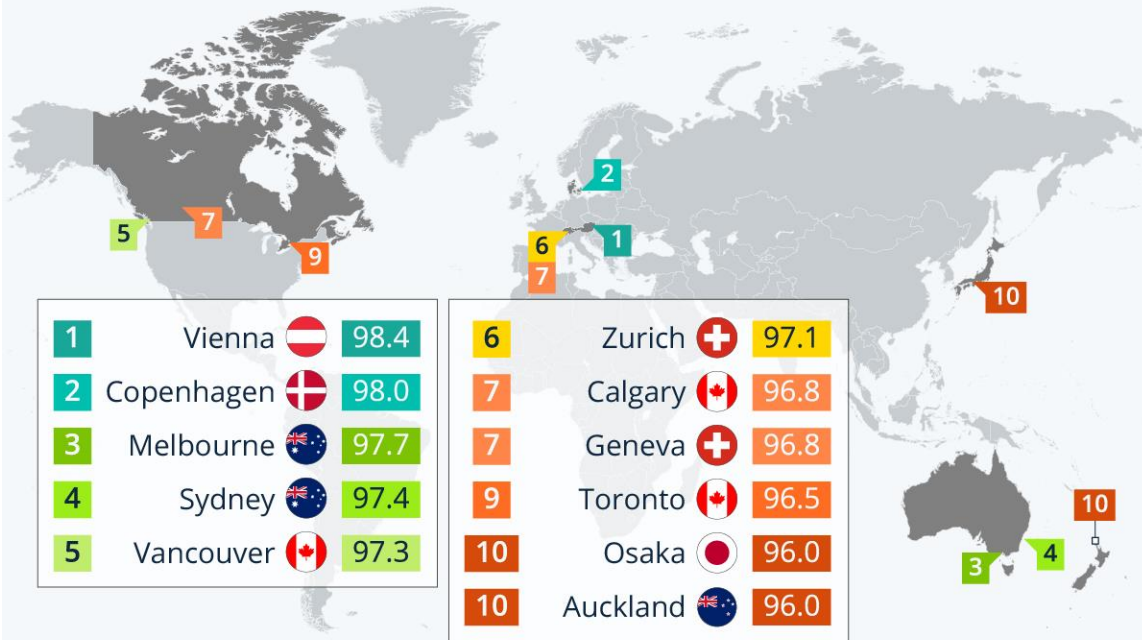 2
5
7
9
6
7
1
10
1 Vienna 98.4
2 Copenhagen 98.0
3 Melbourne 97.7
4 Sydney 97.4
5 Vancouver 97.3
6 Zurich 97.1
7 Calgary 96.8
7 Geneva 96.8
9 Toronto 96.5
10 Osaka 96.0
10 Auckland 96.0
10
3
4